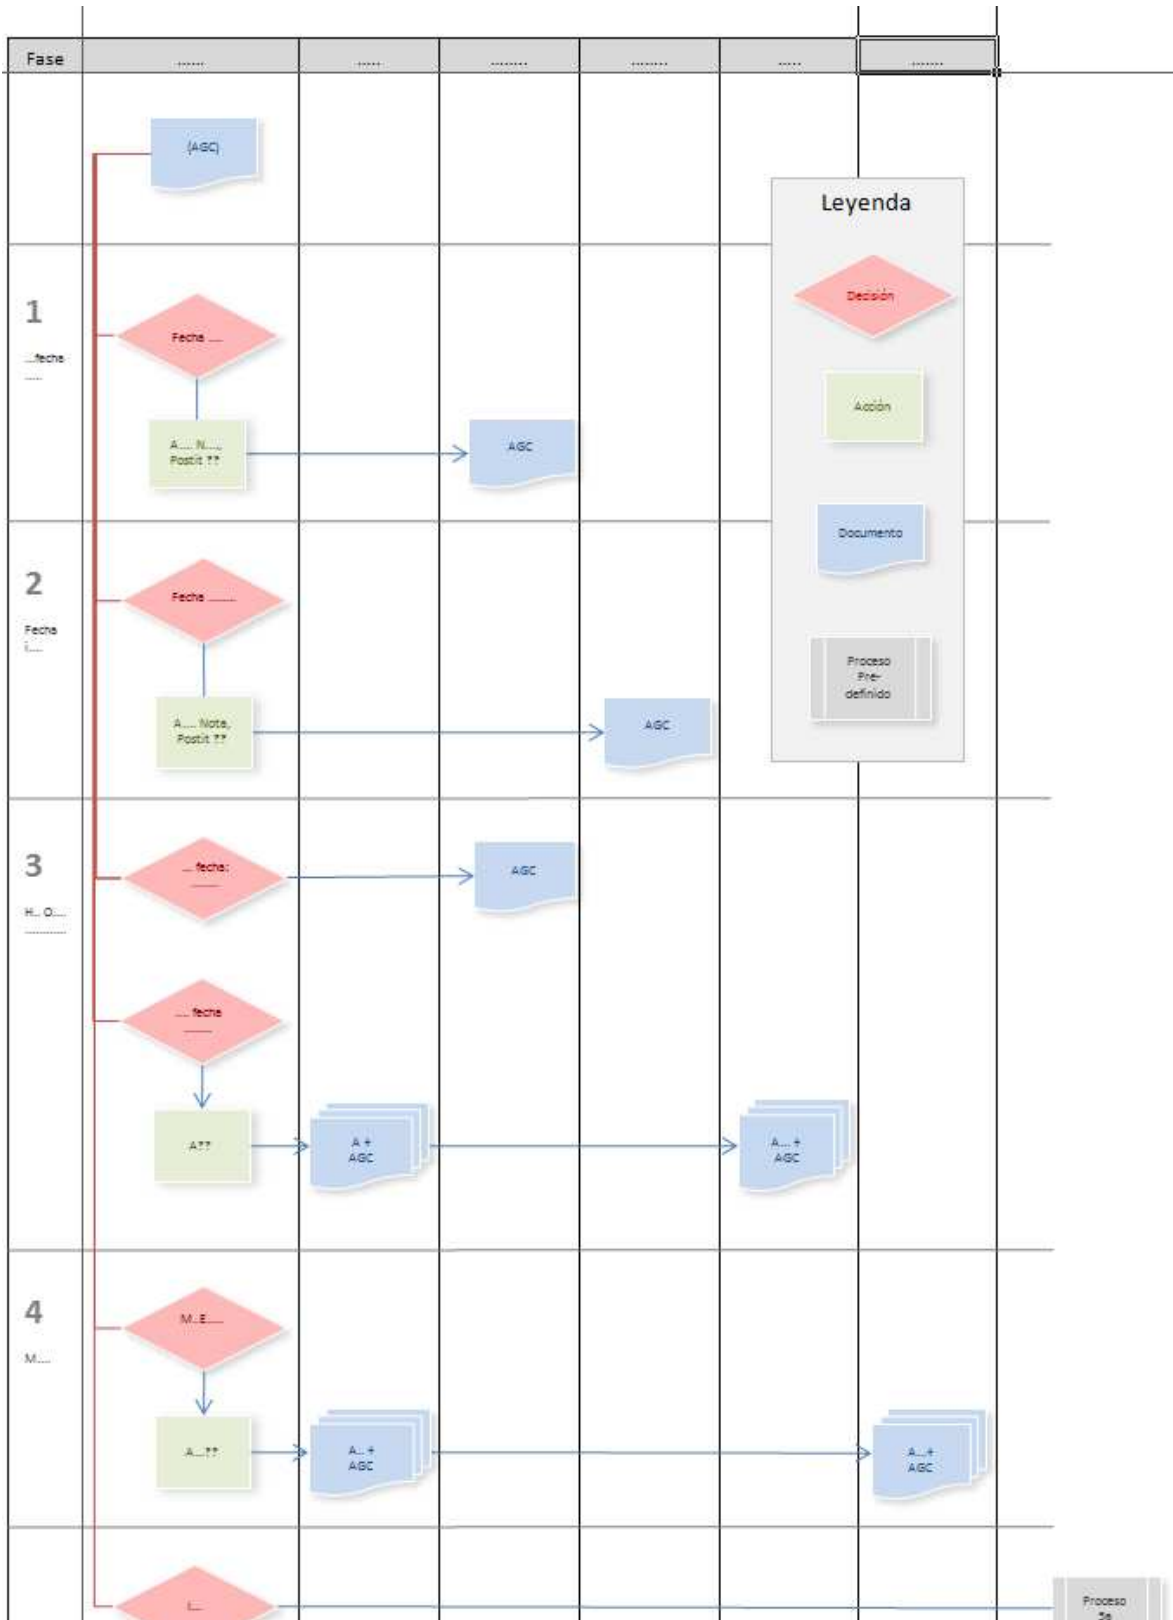 Fase ...... ..... ........ ........ ..... .......
(AGC)
Leyenda
Decisión
Acción
Documento
Proceso
Pre-
definido
1
...fecha
.....
Fecha ....
A.... N....,
Postit ??
AGC
2
Fecha
i.....
Fecha .......
A.... Note,
Postit ??
AGC
3
H.. O....
............
... fecha:
.......
AGC
.... fecha
.......
A??
A +
AGC
A... +
AGC
4
M....
M..E.....
A...??
A.. +
AGC
A...+
AGC
I...
Proceso